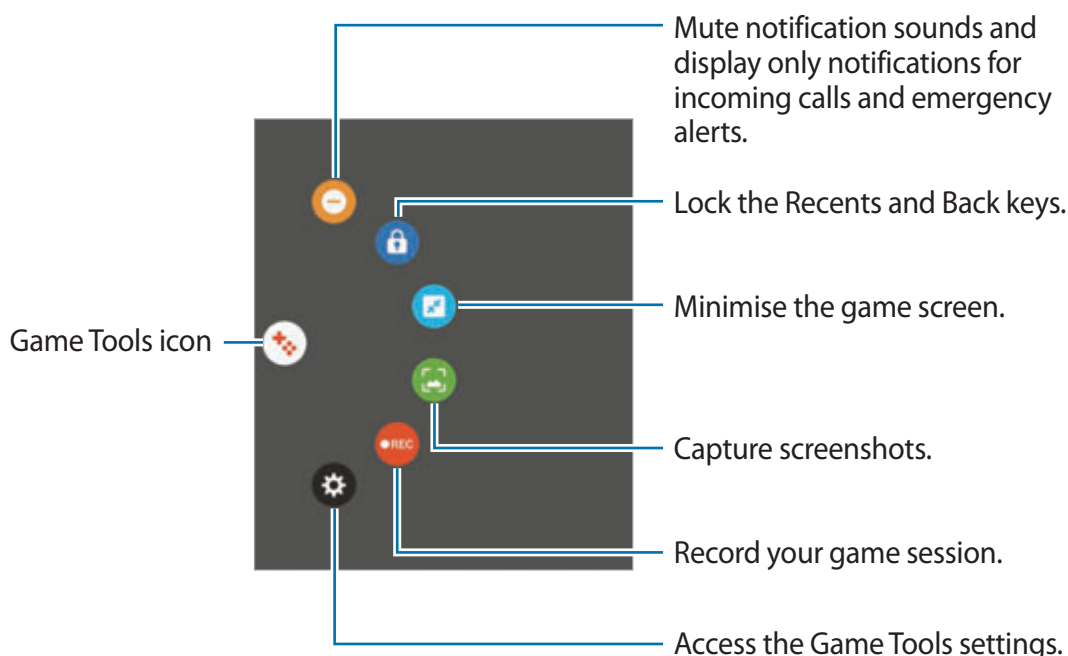 Mute notification sounds and
display only notifications for
incoming calls and emergency
alerts.
Lock the Recents and Back keys.
Minimise the game screen.
Game Tools icon
Capture screenshots.
REC
Record your game session.
Access the Game Tools settings.